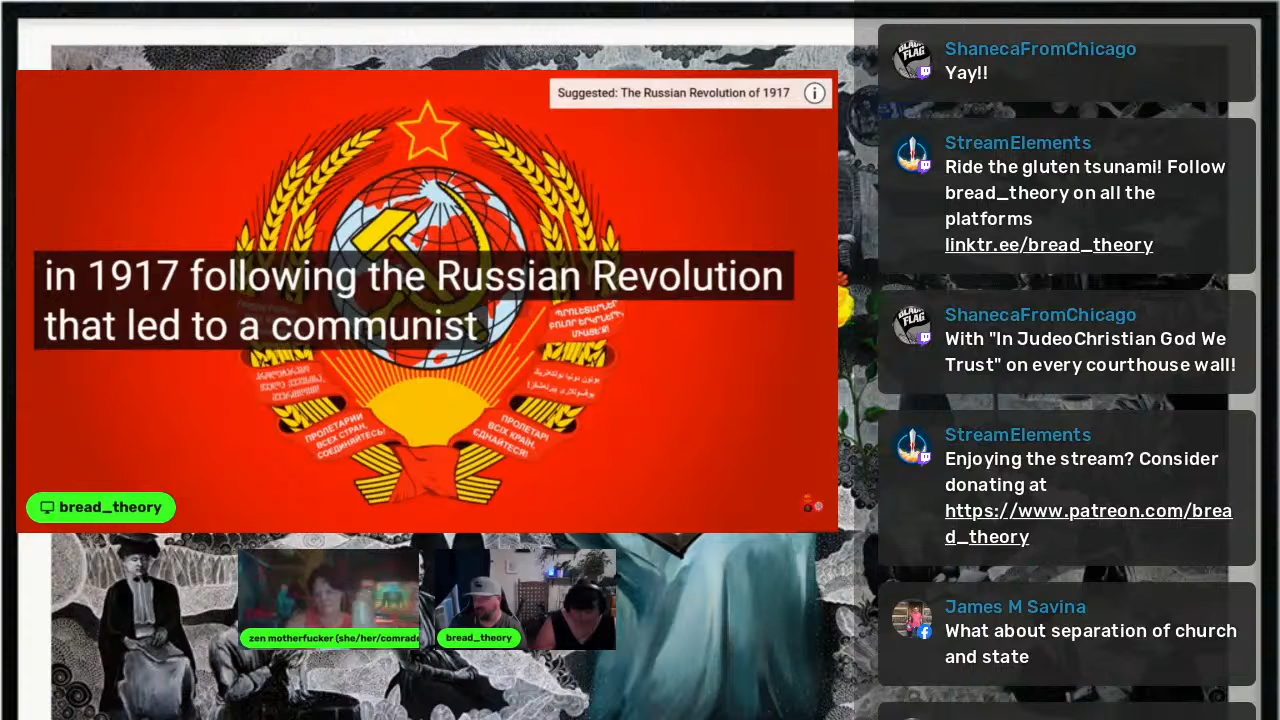 Suggested: The Russian Revolution of 1917
in 1917 following the Russian Revolution
that led to a communist
ПРОЛЕТАРИИ
ВСЕХ СТРАН,
СОЕДИНЯЙТЕСЬ!
ПРОЛЕТАРІ
ВСІХ КРАЇН,
ЄДНАЙТЕСЯ!
bread_theory
zen motherfucker (she/her/comrade
bread_theory
ShanecaFromChicago
Yay!!
StreamElements
Ride the gluten tsunami! Follow
bread_theory on all the
platforms
linktr.ee/bread_theory
ShanecaFromChicago
With "In JudeoChristian God We
Trust" on every courthouse wall!
StreamElements
Enjoying the stream? Consider
donating at
https://www.patreon.com/brea
d_theory
James M Savina
What about separation of church
and state